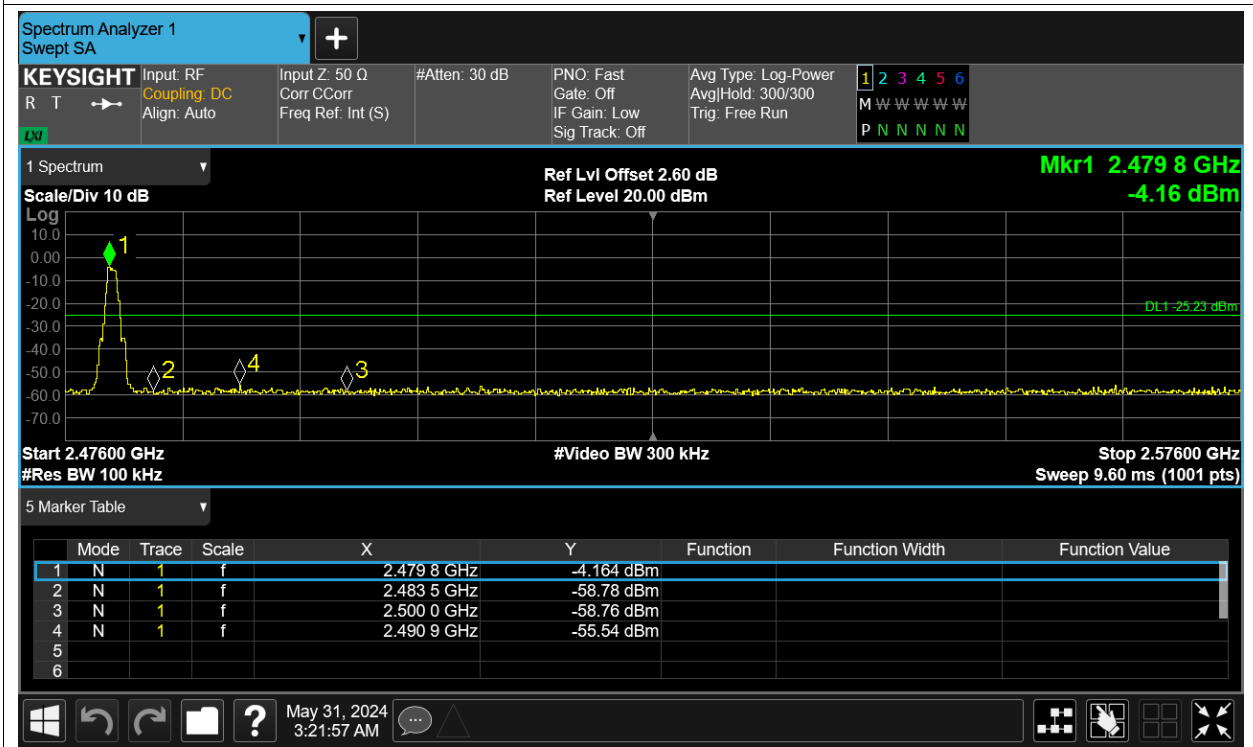 Spectrum Analyzer 1
Swept SA
KEYSIGHT Input: RF Input Z: 50 Ω #Atten: 30 dB PNO: Fast Avg Type: Log-Power 1 2 3 4 5 6
R T Coupling: DC Corr CCorr Gate: Off Avg|Hold: 300/300 M W W W W W
Align: Auto Freq Ref: Int (S) IF Gain: Low Trig: Free Run
LXI Sig Track: Off P N N N N N
1 Spectrum Ref Lvl Offset 2.60 dB Mkr1 2.479 8 GHz
Scale/Div 10 dB Ref Level 20.00 dBm -4.16 dBm
Log
10.0
1
0.00
-10.0
-20.0
DL1 -25.23 dBm
-30.0
-40.0
-50.0 2 4 3
-60.0
-70.0
Start 2.47600 GHz #Video BW 300 kHz Stop 2.57600 GHz
#Res BW 100 kHz Sweep 9.60 ms (1001 pts)
5 Marker Table
Mode Trace Scale X Y Function Function Width Function Value
1 N 1 f 2.479 8 GHz -4.164 dBm
2 N 1 f 2.483 5 GHz -58.78 dBm
3 N 1 f 2.500 0 GHz -58.76 dBm
4 N 1 f 2.490 9 GHz -55.54 dBm
5
6
? May 31, 2024
3:21:57 AM